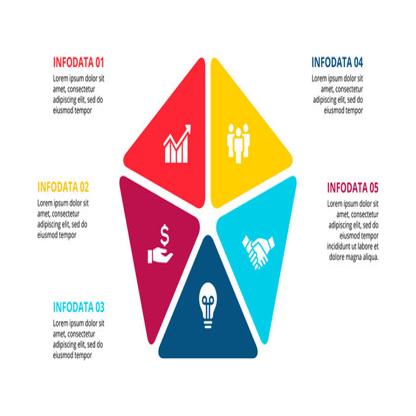 INFODATA 01
Lorem ipsum dolor sit
amet, consectetur
adipiscing elit, sed do
eiusmod tempor
INFODATA 02
Lorem ipsum dolor sit
amet, consectetur
adipiscing elit, sed do
eiusmod tempor
INFODATA 03
Lorem ipsum dolor sit
amet, consectetur
adipiscing elit, sed do
eiusmod tempor
INFODATA 04
Lorem ipsum dolor sit
amet, consectetur
adipiscing elit, sed do
eiusmod tempor
INFODATA 05
Lorem ipsum dolor sit
amet, consectetur
adipiscing elit, sed do
eiusmod tempor
incididunt ut labore et
dolore et dolore magna
aliqua.
$